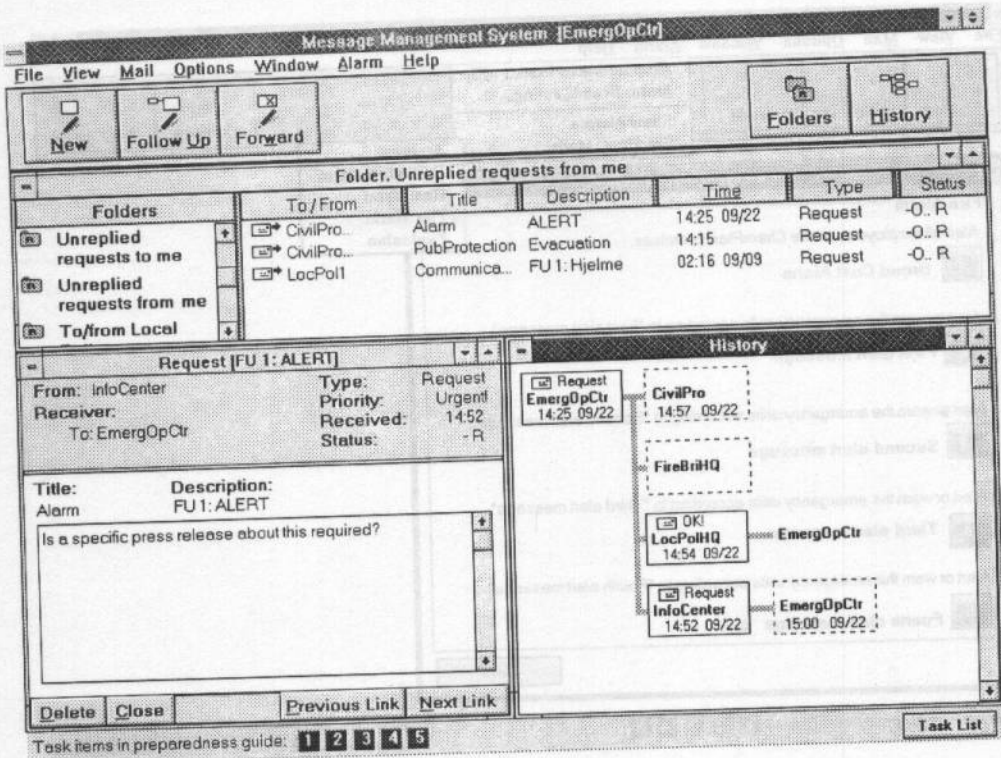 Message Management System [EmergOpCtr]
File View Mail Options Window Alarm Help
New
Follow Up
Forward
Folders
History
Folder. Unreplied requests from me
Folders
Unreplied
requests to me
Unreplied
requests from me
To/from Local
To/From Title Description Time Type Status
CivilPro... Alarm ALERT 14:25 09/22 Request -O.. R
CivilPro... PubProtection Evacuation 14:15 Request -O.. R
LocPol1 Communica... FU 1: Hjelme 02:16 09/09 Request -O.. R
Request [FU 1: ALERT]
From: InfoCenter
Receiver:
To: EmergOpCtr
Type: Request
Priority: Urgent!
Received: 14:52
Status: - R
Title: Description:
Alarm FU 1: ALERT
Is a specific press release about this required?
Delete Close Previous Link Next Link
History
Request
EmergOpCtr
14:25 09/22
CivilPro
14:57 09/22
FireBriHQ
OK!
LocPolHQ
14:54 09/22
EmergOpCtr
Request
InfoCenter
14:52 09/22
EmergOpCtr
15:00 09/22
Task items in preparedness guide: 1 2 3 4 5
Task List